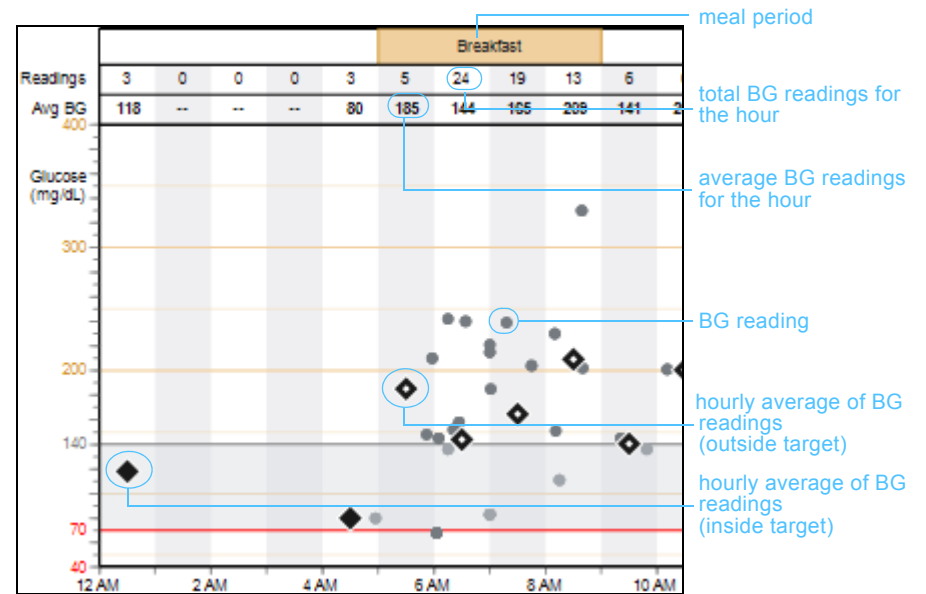 meal period
Breakfast
Readings 3 0 0 0 3 5 24 19 13 6
total BG readings for
the hour
Avg BG 118 -- -- -- 80 185 144 165 209 141 2
400
Glucose
(mg/dL)
average BG readings
for the hour
300
BG reading
200
hourly average of BG
readings
(outside target)
140
hourly average of BG
readings
(inside target)
70
40
12 AM 2 AM 4 AM 6 AM 8 AM 10 AM